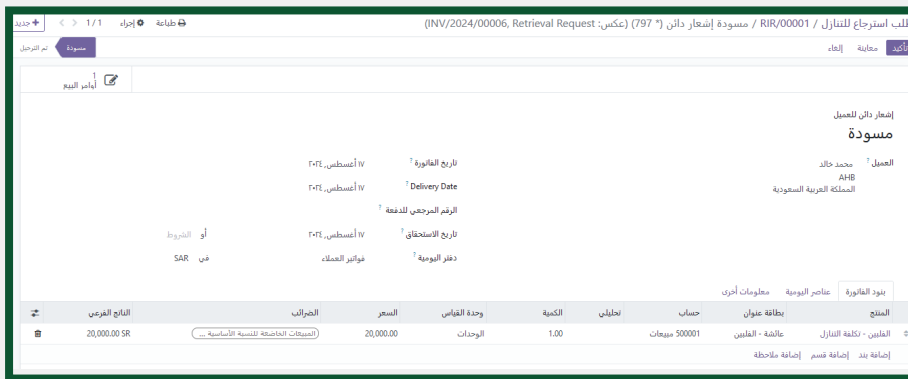 طلب استرجاع للتنازل / RIR/00001 / مسودة إشعار دائن (* 797) (عكس: INV/2024/00006, Retrieval Request)
طباعة إجراء 1/1 جديد
تأكيد معاينة إلغاء
مسودة تم الترحيل
1
أوامر البيع
إشعار دائن للعميل
مسودة
العميل ? محمد خالد
AHB
المملكة العربية السعودية
تاريخ الفاتورة ? ١٧ أغسطس, ٢٠٢٤
Delivery Date ? ١٧ أغسطس, ٢٠٢٤
الرقم المرجعي للدفعة ?
تاريخ الاستحقاق ? ١٧ أغسطس, ٢٠٢٤ أو الشروط
دفتر اليومية ? فواتير العملاء في SAR
بنود الفاتورة عناصر اليومية معلومات أخرى
المنتج بطاقة عنوان حساب تحليلي الكمية وحدة القياس السعر الضرائب الناتج الفرعي
الفلبين - تكلفة التنازل عائشة - الفلبين 500001 مبيعات 1.00 الوحدات 20,000.00 المبيعات الخاضعة للنسبة الأساسية ... 20,000.00 SR
إضافة بند إضافة قسم إضافة ملاحظة